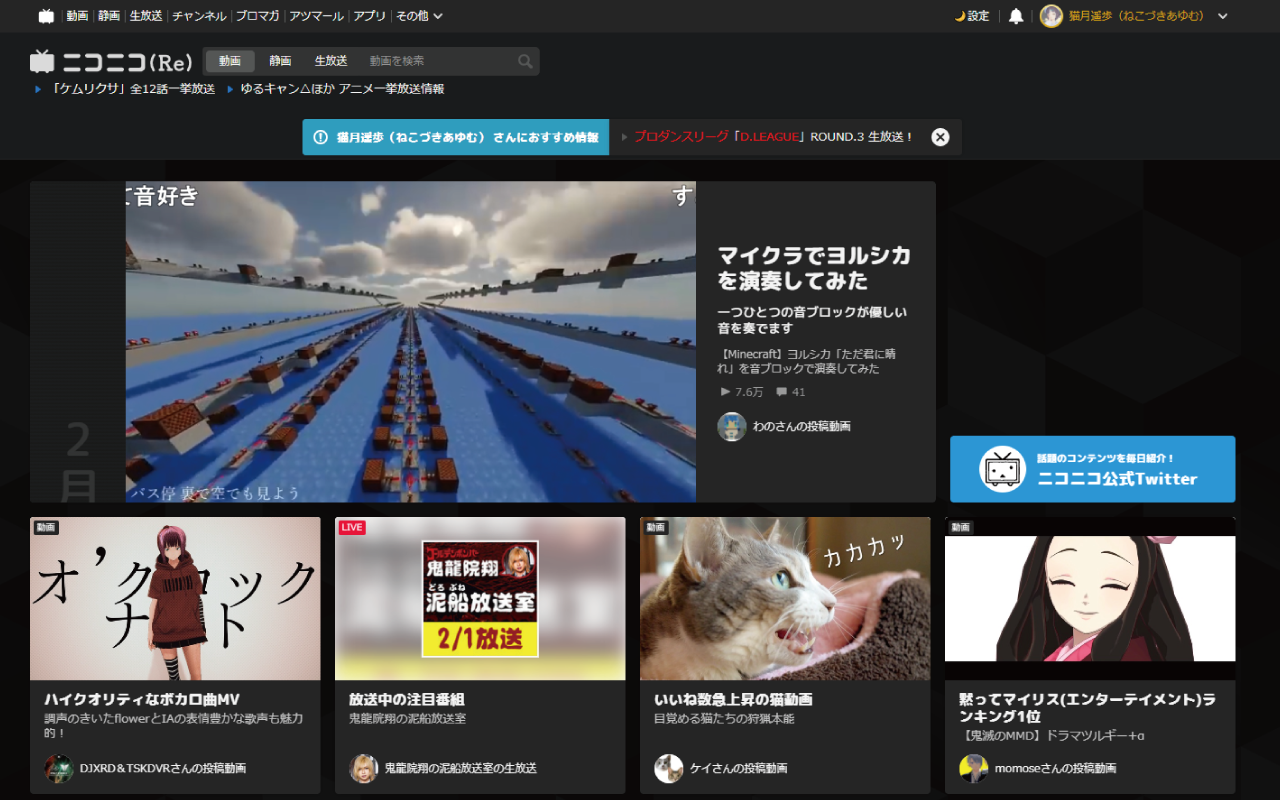 動画 静画 生放送 チャンネル ブロマガ アツマール アプリ その他
設定 猫月遥歩（ねこづきあゆむ）
ニコニコ(Re) 動画 静画 生放送 動画を検索
「ケムリクサ」全12話一挙放送 ゆるキャン△ほか アニメ一挙放送情報
猫月遥歩（ねこづきあゆむ） さんにおすすめ情報 プロダンスリーグ「D.LEAGUE」ROUND.3 生放送！
2
月
て音好き す
バス停 裏で空でも見よう
マイクラでヨルシカ
を演奏してみた
一つひとつの音ブロックが優しい
音を奏でます
【Minecraft】ヨルシカ「ただ君に晴
れ」を音ブロックで演奏してみた
7.6万 41
わのさんの投稿動画
話題のコンテンツを毎日紹介！
ニコニコ公式Twitter
動画
オ’クロック
ナイト
ハイクオリティなボカロ曲MV
調声のきいたflowerとIAの表情豊かな歌声も魅力
的！
DJXRD＆TSKDVRさんの投稿動画
LIVE
ゴールデンボンバー
鬼龍院翔
どろ ぶね
泥船放送室
2/1放送
放送中の注目番組
鬼龍院翔の泥船放送室
鬼龍院翔の泥船放送室の生放送
動画
カカカッ
いいね数急上昇の猫動画
目覚める猫たちの狩猟本能
ケイさんの投稿動画
動画
黙ってマイリス(エンターテイメント)ラ
ンキング1位
【鬼滅のMMD】ドラマツルギー+α
momoseさんの投稿動画